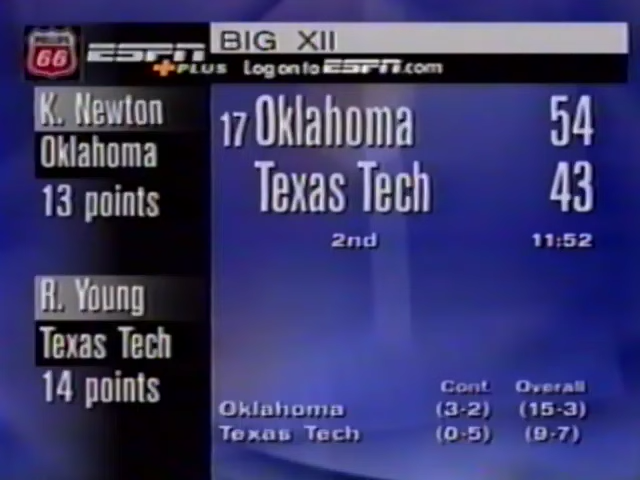 PHILLIPS
66
ESPN
+PLUS
BIG XII
Log on to ESPN.com
K. Newton
Oklahoma
13 points
17 Oklahoma 54
Texas Tech 43
2nd 11:52
R. Young
Texas Tech
14 points
Conf. Overall
Oklahoma (3-2) (15-3)
Texas Tech (0-5) (9-7)